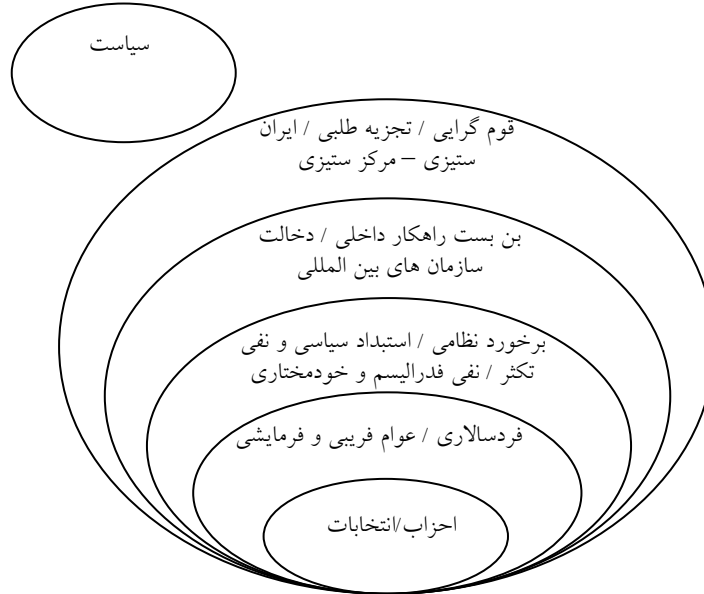 سیاست
قوم گرایی / تجزیه طلبی / ایران
ستیزی – مرکز ستیزی
بن بست راهکار داخلی / دخالت
سازمان های بین المللی
برخورد نظامی / استبداد سیاسی و نفی
تکثر / نفی فدرالیسم و خودمختاری
فردسالاری / عوام فریبی و فرمایشی
احزاب/انتخابات